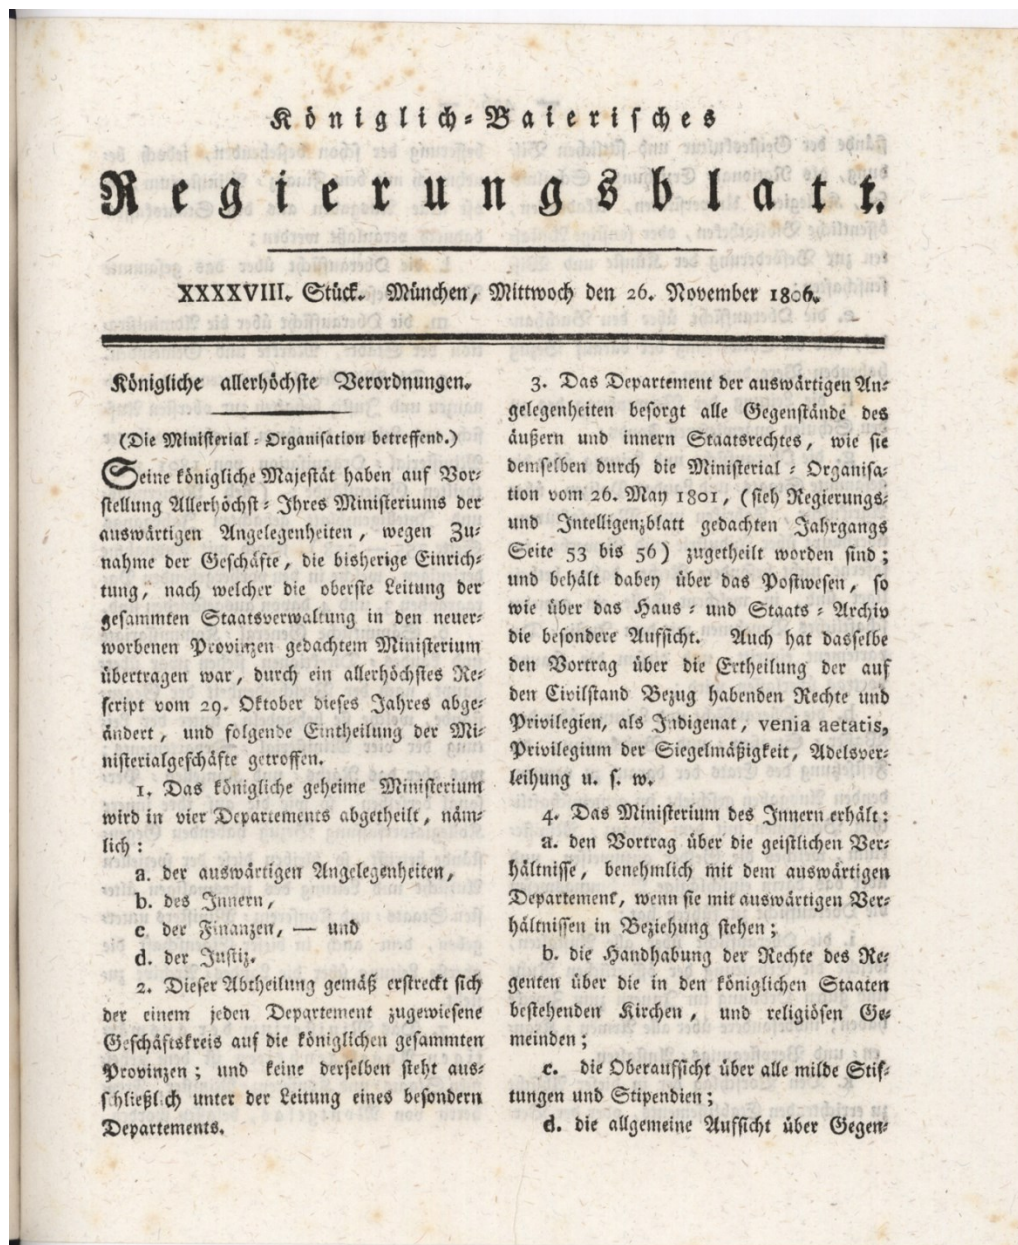 Königlich-Baierisches
Regierungsblatt.
XXXXVIII. Stück. München, Mittwoch den 26. November 1806.
Königliche allerhöchste Verordnungen.
(Die Ministerial-Organisation betreffend.)
Seine königliche Majestät haben auf Vor-
stellung Allerhöchst-Ihres Ministeriums der
auswärtigen Angelegenheiten, wegen Zu-
nahme der Geschäfte, die bisherige Einrich-
tung, nach welcher die oberste Leitung der
gesammten Staatsverwaltung in den neuer-
worbenen Provinzen gedachtem Ministerium
übertragen war, durch ein allerhöchstes Re-
script vom 29. Oktober dieses Jahres abge-
ändert, und folgende Eintheilung der Mi-
nisterialgeschäfte getroffen.
1. Das königliche geheime Ministerium
wird in vier Departements abgetheilt, näm-
lich:
a. der auswärtigen Angelegenheiten,
b. des Innern,
c der Finanzen, — und
d. der Justiz.
2. Dieser Abtheilung gemäß erstreckt sich
der einem jeden Departement zugewiesene
Geschäftskreis auf die königlichen gesammten
Provinzen; und keine derselben steht aus-
schließlich unter der Leitung eines besondern
Departements.
3. Das Departement der auswärtigen An-
gelegenheiten besorgt alle Gegenstände des
äußern und innern Staatsrechtes, wie sie
demselben durch die Ministerial-Organisa-
tion vom 26. May 1801, (sieh Regierungs-
und Intelligenzblatt gedachten Jahrgangs
Seite 53 bis 56) zugetheilt worden sind;
und behält dabey über das Postwesen, so
wie über das Haus- und Staats-Archiv
die besondere Aufsicht. Auch hat dasselbe
den Vortrag über die Ertheilung der auf
den Civilstand Bezug habenden Rechte und
Privilegien, als Indigenat, venia aetatis,
Privilegium der Siegelmäßigkeit, Adelsver-
leihung u. s. w.
4. Das Ministerium des Innern erhält:
a. den Vortrag über die geistlichen Ver-
hältnisse, benehmlich mit dem auswärtigen
Departement, wenn sie mit auswärtigen Ver-
hältnissen in Beziehung stehen;
b. die Handhabung der Rechte des Re-
genten über die in den königlichen Staaten
bestehenden Kirchen, und religiösen Ge-
meinden;
c. die Oberaufsicht über alle milde Stif-
tungen und Stipendien;
d. die allgemeine Aufsicht über Gegen-